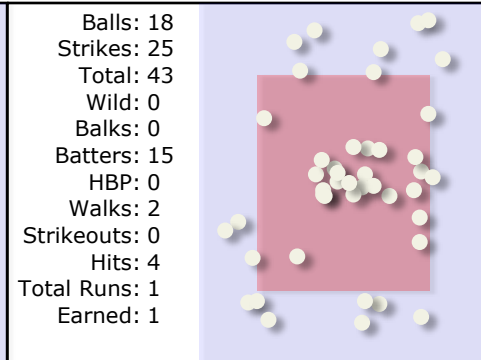 Balls: 18
Strikes: 25
Total: 43
Wild: 0
Balks: 0
Batters: 15
HBP: 0
Walks: 2
Strikeouts: 0
Hits: 4
Total Runs: 1
Earned: 1